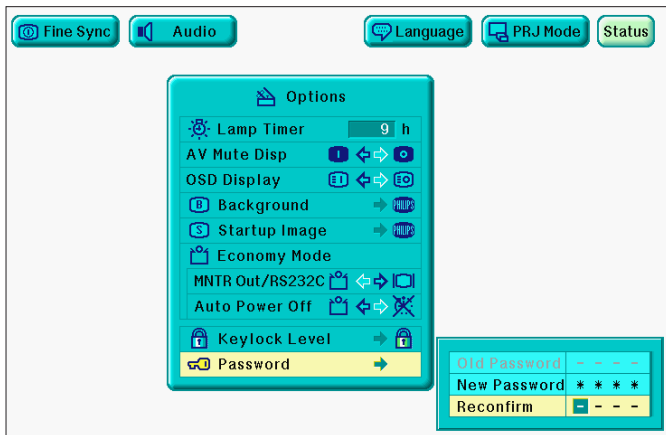 Fine Sync Audio Language PRJ Mode Status
Options
Lamp Timer 9 h
AV Mute Disp
OSD Display
B Background PHILIPS
S Startup Image PHILIPS
Economy Mode
MNTR Out/RS232C
Auto Power Off
Keylock Level
Password
Old Password - - - -
New Password * * * *
Reconfirm - - - -